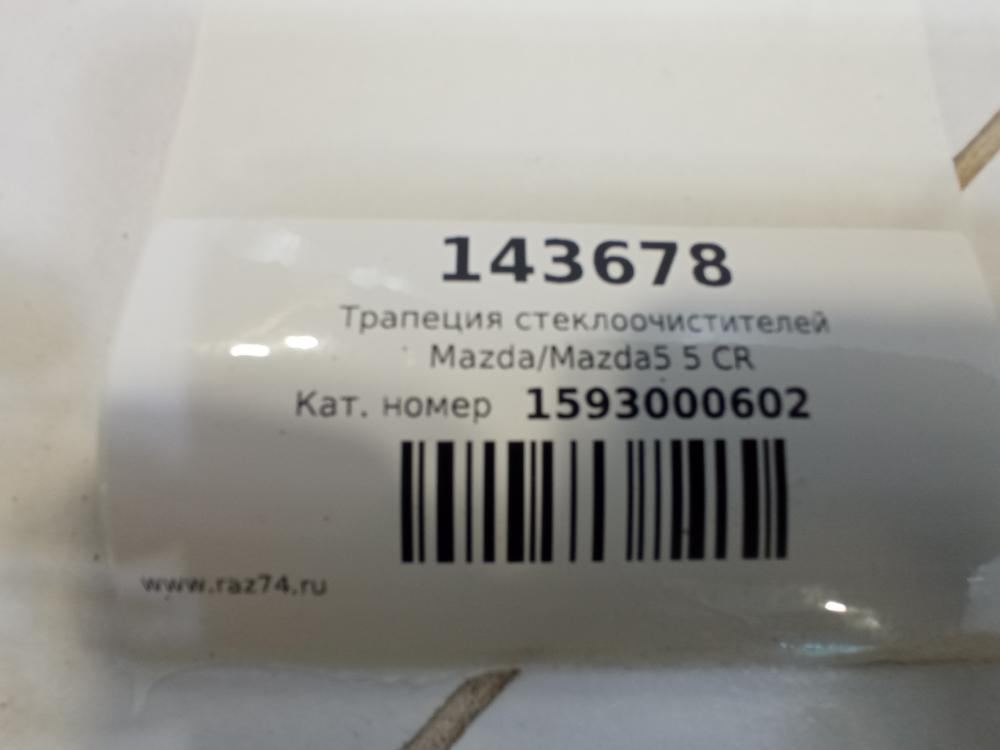 143678
Трапеция стеклоочистителей
Mazda/Mazda5 5 CR
Кат. номер 1593000602
www.raz74.ru